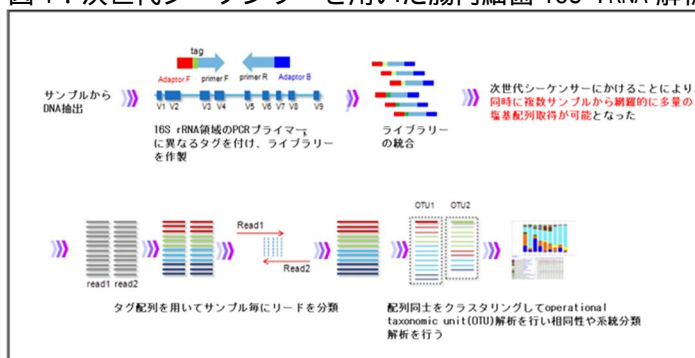 図1:次世代シーケンサーを用いた腸内細菌 16S rRNA 解析
tag
Adaptor F primer F primer R Adaptor B
V1 V2 V3 V4 V5 V6 V7 V8 V9
サンプルから
DNA抽出
16S rRNA領域のPCRプライマー
に異なるタグを付け、ライブラリー
を作製
ライブラリー
の統合
次世代シーケンサーにかけることにより、
同時に複数サンプルから網羅的に多量の
塩基配列取得が可能となった
read1 read2
Read1
Read2
OTU1 OTU2
タグ配列を用いてサンプル毎にリードを分類
配列同士をクラスタリングしてoperational
taxonomic unit(OTU)解析を行い相同性や系統分類
解析を行う